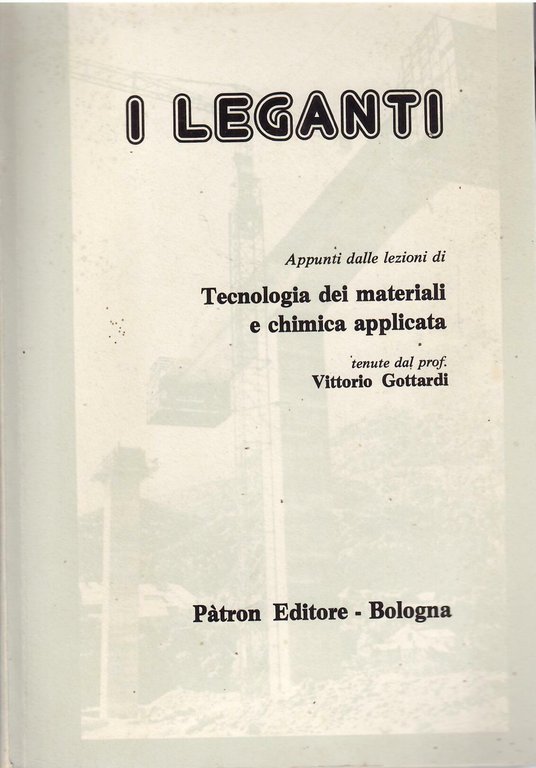 I LEGANTI
Appunti dalle lezioni di
Tecnologia dei materiali
e chimica applicata
tenute dal prof.
Vittorio Gottardi
Pàtron Editore - Bologna